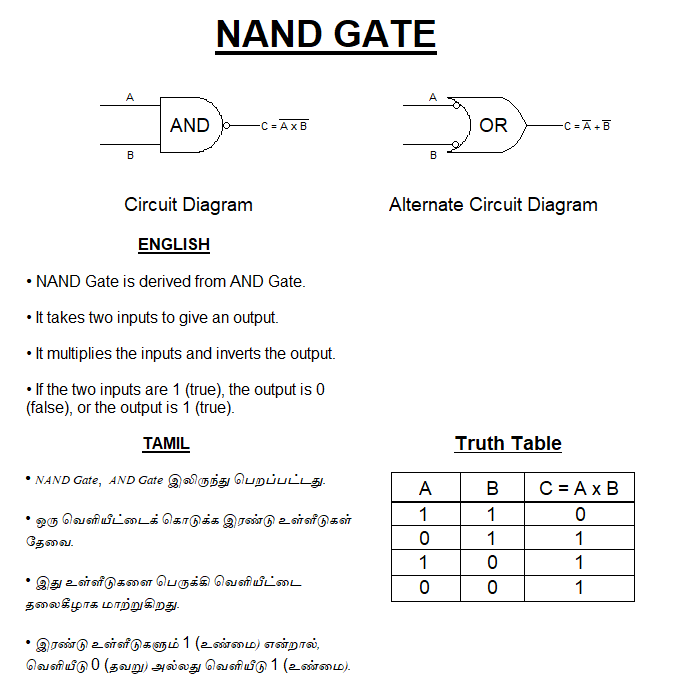 NAND GATE
A
AND
C = A x B
B
A
OR
C = A + B
B
Circuit Diagram
Alternate Circuit Diagram
ENGLISH
• NAND Gate is derived from AND Gate.
• It takes two inputs to give an output.
• It multiplies the inputs and inverts the output.
• If the two inputs are 1 (true), the output is 0
(false), or the output is 1 (true).
TAMIL
• NAND Gate, AND Gate இலிருந்து பெறப்பட்டது.
• ஒரு வெளியீட்டைக் கொடுக்க இரண்டு உள்ளீடுகள்
தேவை.
• இது உள்ளீடுகளை பெருக்கி வெளியீட்டை
தலைகீழாக மாற்றுகிறது.
• இரண்டு உள்ளீடுகளும் 1 (உண்மை) என்றால்,
வெளியீடு 0 (தவறு) அல்லது வெளியீடு 1 (உண்மை).
Truth Table
A B C = A x B
1 1 0
0 1 1
1 0 1
0 0 1